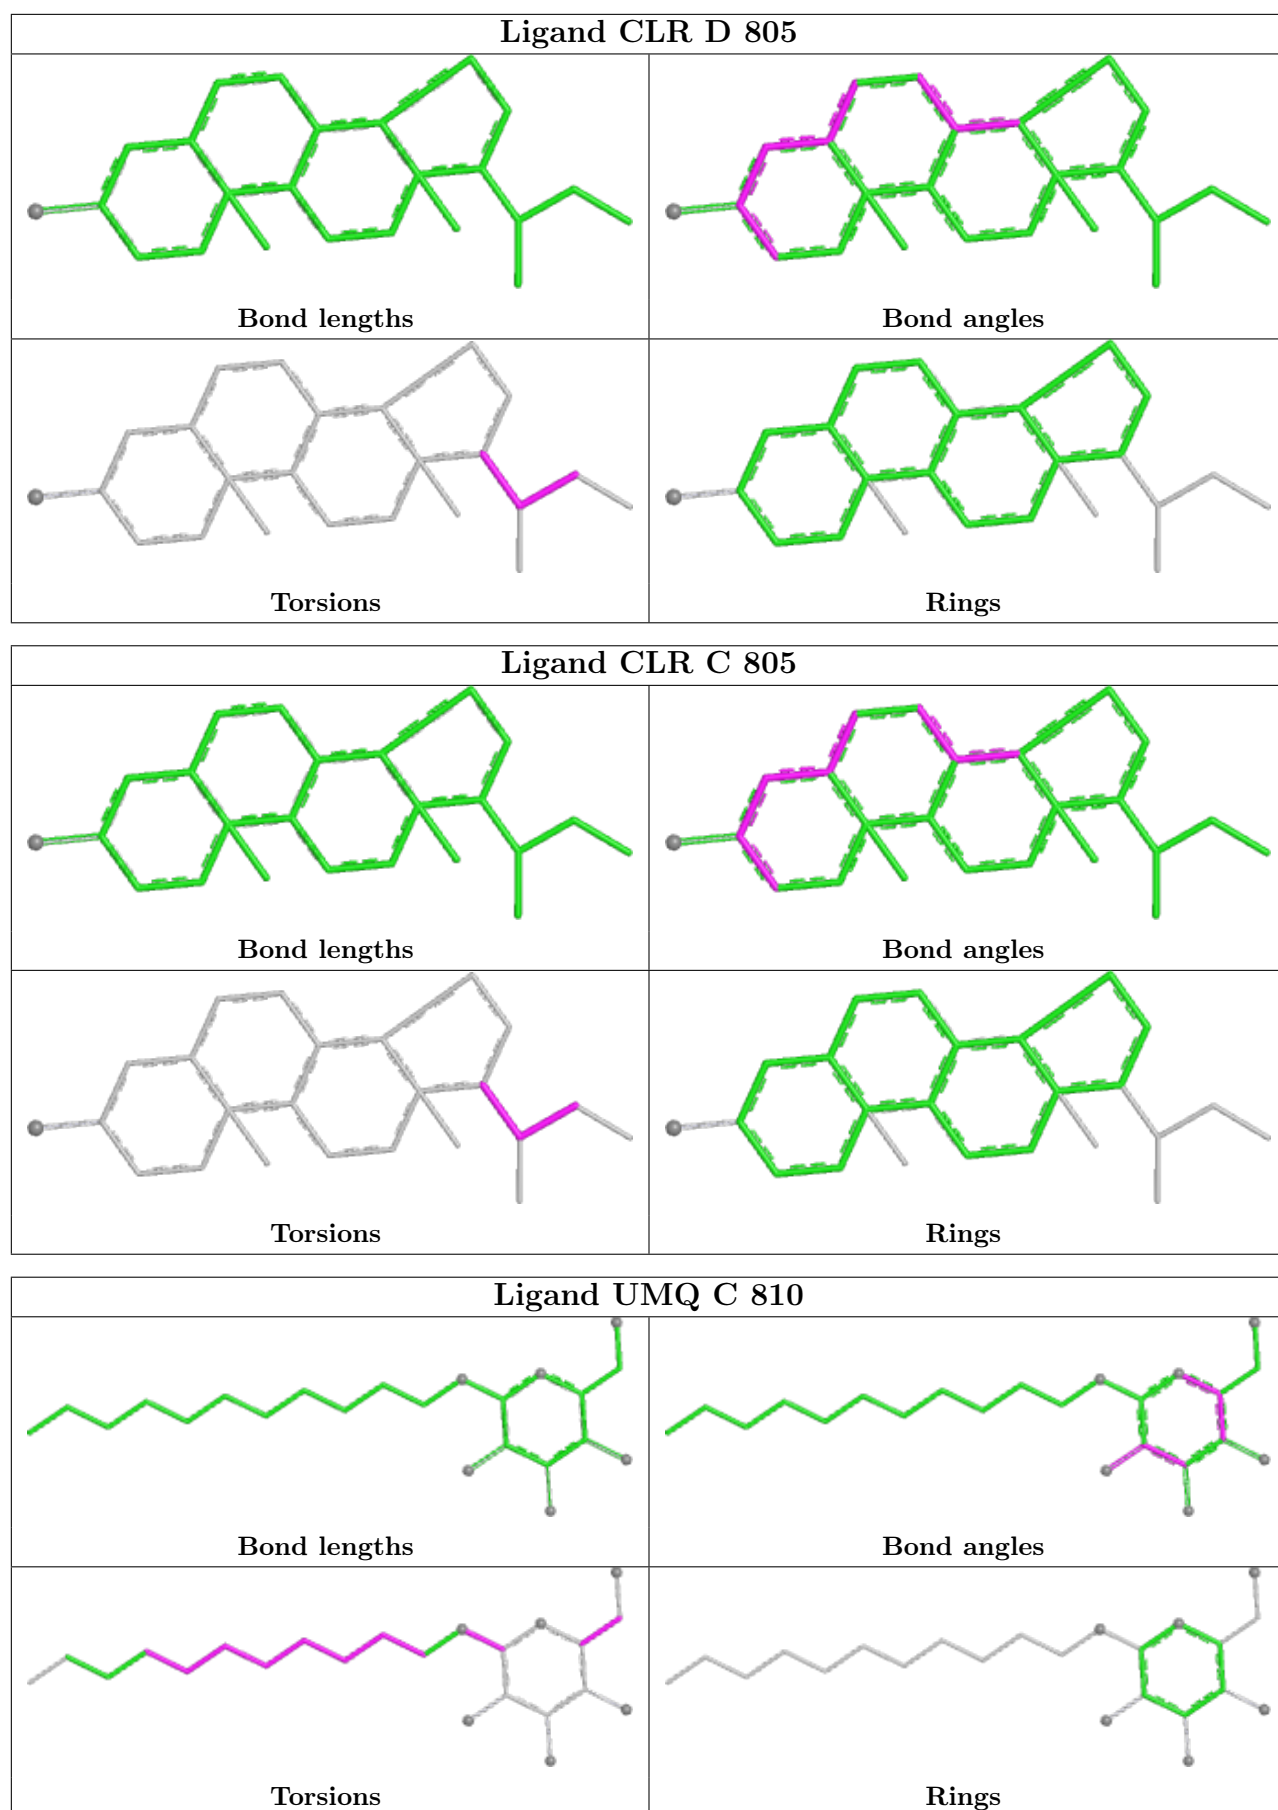 Ligand CLR D 805
Bond lengths
Bond angles
Torsions
Rings
Ligand CLR C 805
Bond lengths
Bond angles
Torsions
Rings
Ligand UMQ C 810
Bond lengths
Bond angles
Torsions
Rings